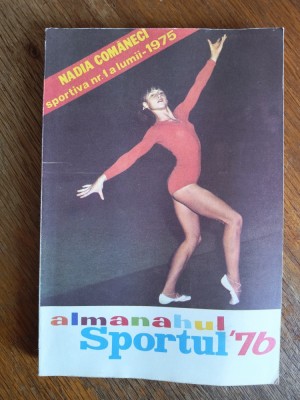 NADIA COMANECI
sportiva nr.1 a lumii-1975
almanahul
Sportul '76